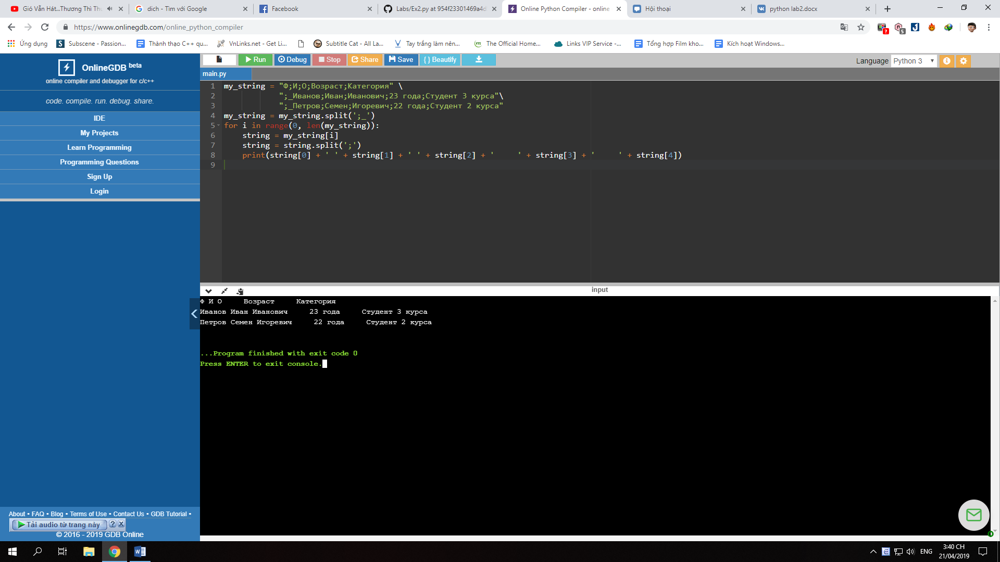 Gió Vẫn Hát...Thương Thì Thu
dich - Tìm với Google
Facebook
Labs/Ex2.py at 954f23301469a4d
Online Python Compiler - online
Hội thoại
python lab2.docx
https://www.onlinegdb.com/online_python_compiler
Ứng dụng
Subscene - Passion...
Thành thạo C++ qu...
VnLinks.net - Get Li...
Subtitle Cat - All La...
Tay trắng làm nên...
The Official Home...
Links VIP Service -...
Tổng hợp Film kho...
Kích hoạt Windows...
OnlineGDB beta
online compiler and debugger for c/c++
code. compile. run. debug. share.
IDE
My Projects
Learn Programming
Programming Questions
Sign Up
Login
Run
Debug
Stop
Share
Save
{ } Beautify
Language Python 3
main.py
1 my_string = "Ф;И;О;Возраст;Категория" \
2 ";_Иванов;Иван;Иванович;23 года;Студент 3 курса"\
3 ";_Петров;Семен;Игоревич;22 года;Студент 2 курса"
4 my_string = my_string.split(';_')
5 for i in range(0, len(my_string)):
6 string = my_string[i]
7 string = string.split(';')
8 print(string[0] + ' ' + string[1] + ' ' + string[2] + '     ' + string[3] + '     ' + string[4])
9
input
Ф И О     Возраст     Категория
Иванов Иван Иванович     23 года     Студент 3 курса
Петров Семен Игоревич     22 года     Студент 2 курса
...Program finished with exit code 0
Press ENTER to exit console.
About • FAQ • Blog • Terms of Use • Contact Us • GDB Tutorial •
Tải audio từ trang này ? X
© 2016 - 2019 GDB Online
ENG
3:40 CH
21/04/2019